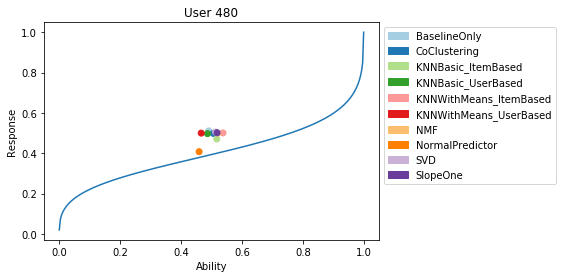 User 480
1.0
0.8
0.6
0.4
0.2
0.0
Response
0.0 0.2 0.4 0.6 0.8 1.0
Ability
BaselineOnly
CoClustering
KNNBasic_ItemBased
KNNBasic_UserBased
KNNWithMeans_ItemBased
KNNWithMeans_UserBased
NMF
NormalPredictor
SVD
SlopeOne